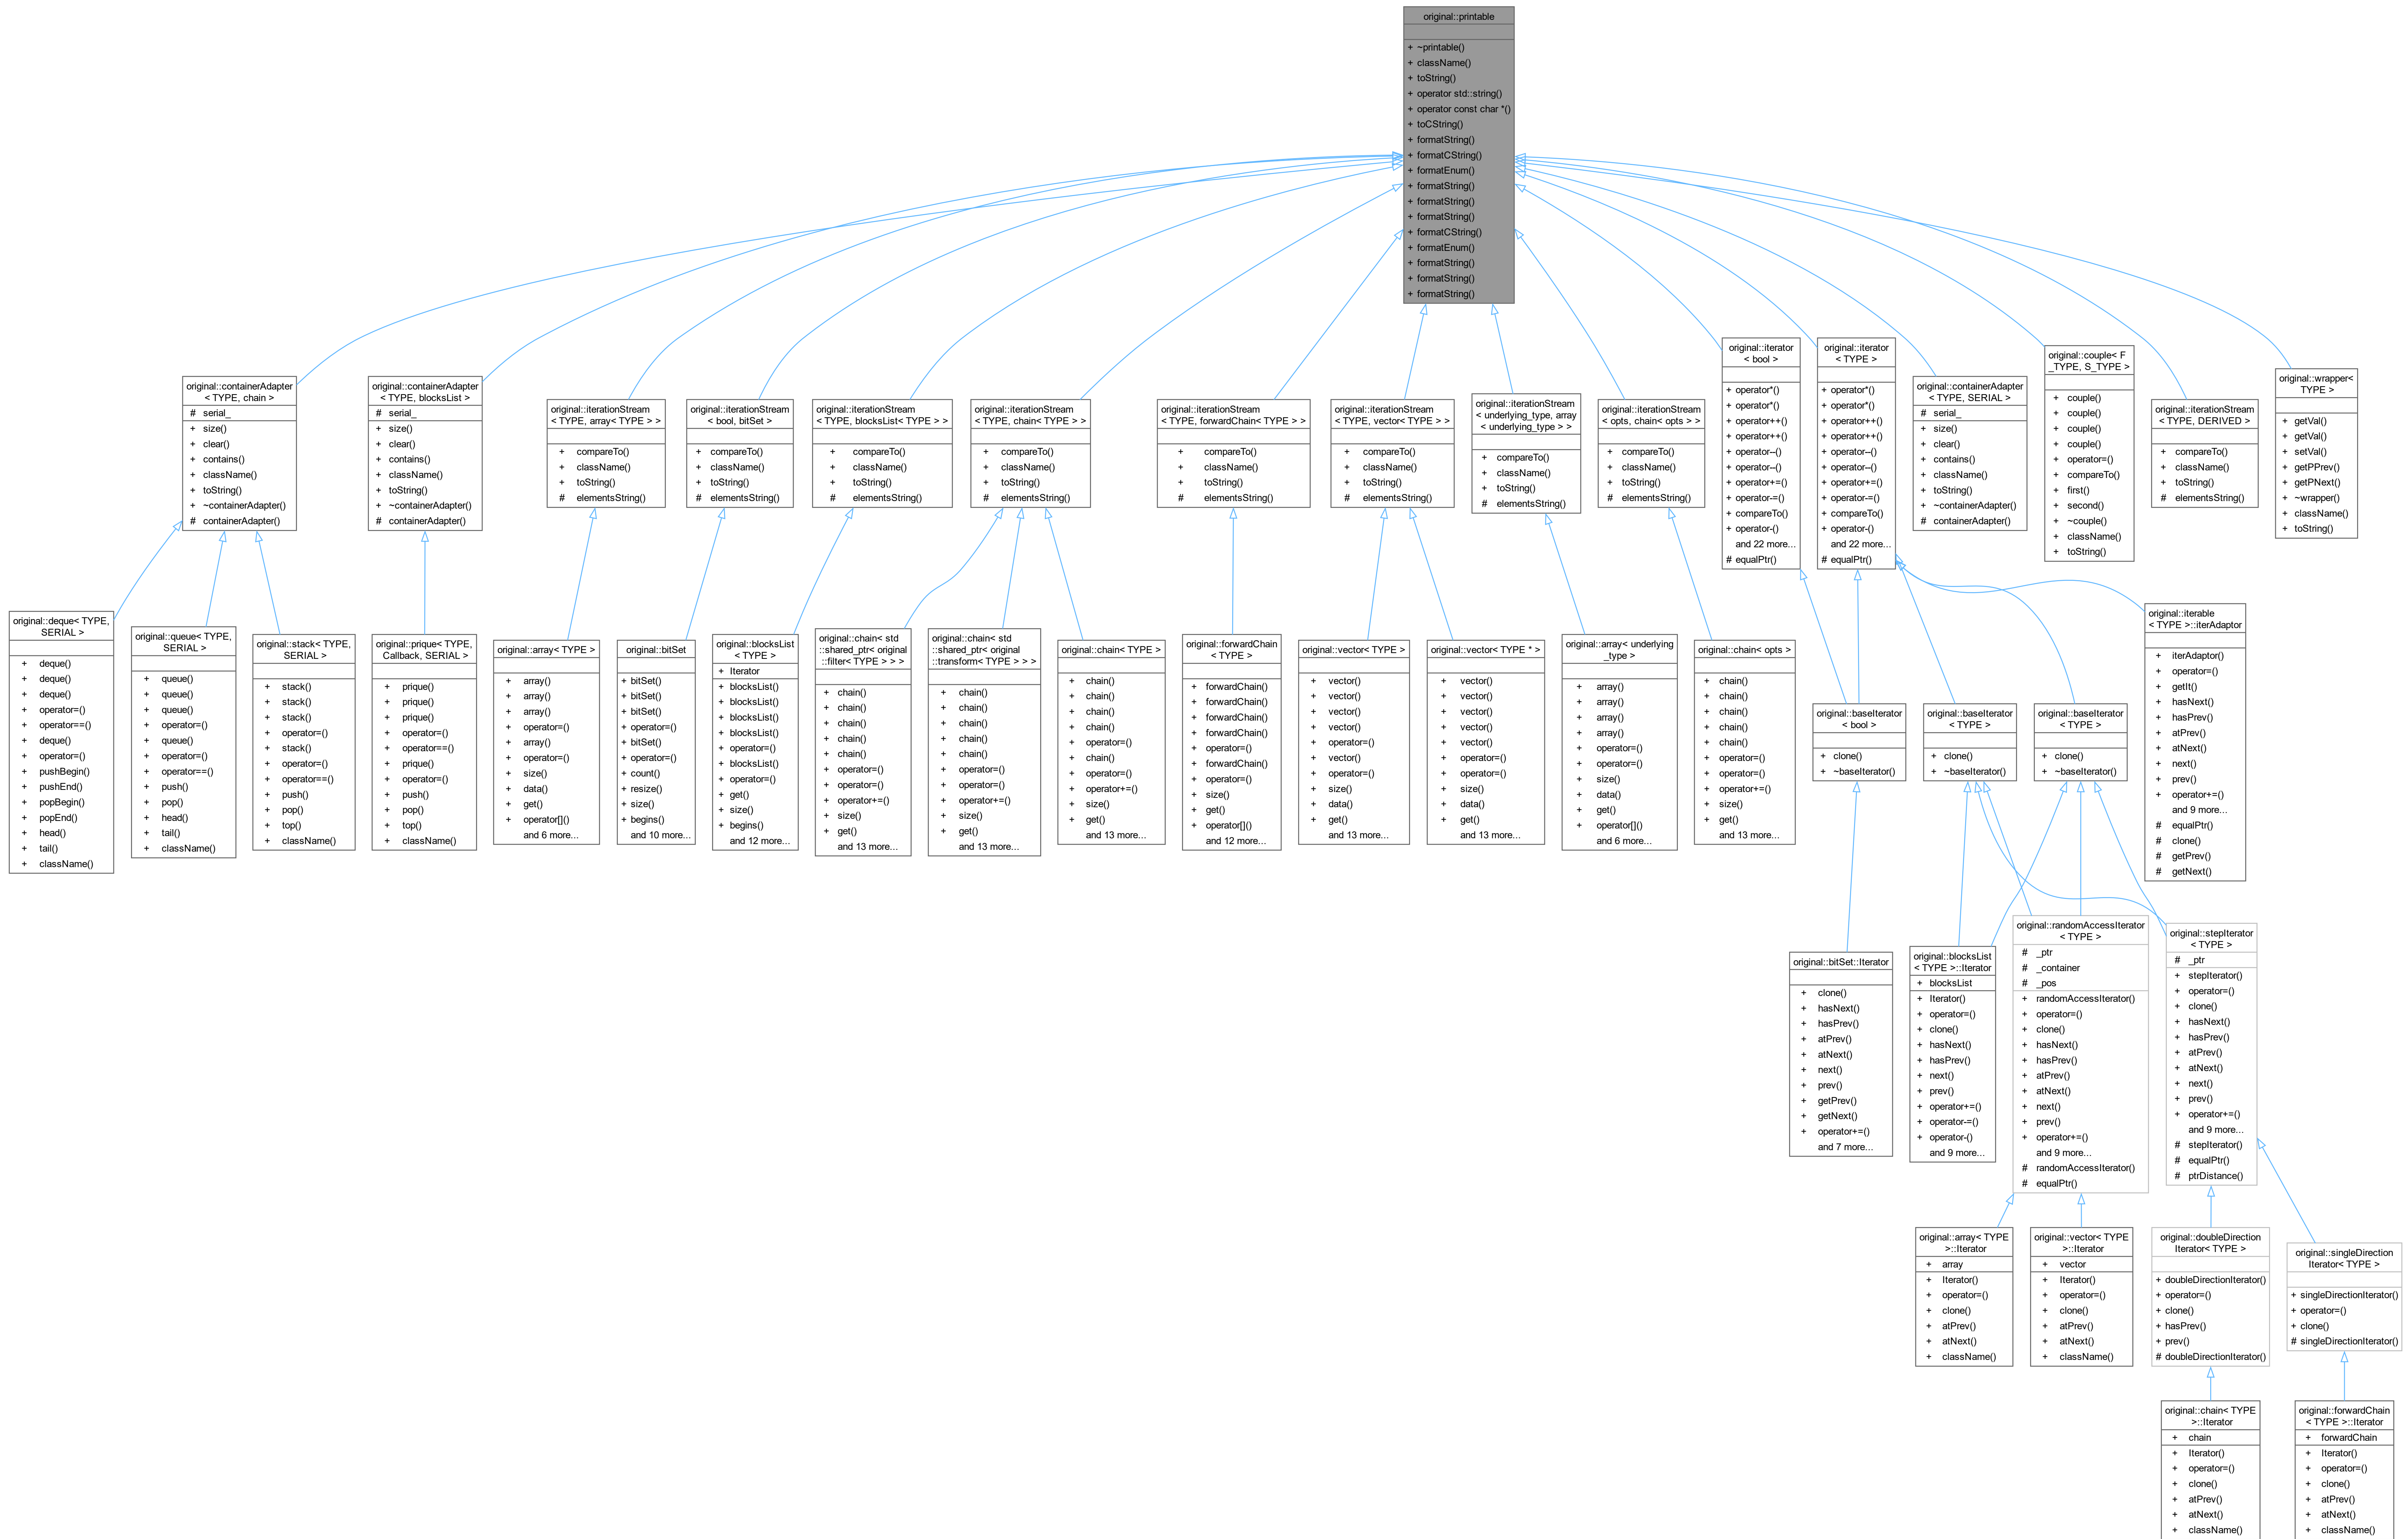 original::printable
+ ~printable()
+ className()
+ toString()
+ operator std::string()
+ operator const char *()
+ toCString()
+ formatString()
+ formatCString()
+ formatEnum()
+ formatString()
+ formatString()
+ formatString()
+ formatCString()
+ formatEnum()
+ formatString()
+ formatString()
+ formatString()
original::containerAdapter
< TYPE, chain >
# serial_
+ size()
+ clear()
+ contains()
+ className()
+ toString()
+ ~containerAdapter()
# containerAdapter()
original::containerAdapter
< TYPE, blocksList >
# serial_
+ size()
+ clear()
+ contains()
+ className()
+ toString()
+ ~containerAdapter()
# containerAdapter()
original::iterationStream
< TYPE, array< TYPE > >
+ compareTo()
+ className()
+ toString()
# elementsString()
original::iterationStream
< bool, bitSet >
+ compareTo()
+ className()
+ toString()
# elementsString()
original::iterationStream
< TYPE, blocksList< TYPE > >
+ compareTo()
+ className()
+ toString()
# elementsString()
original::iterationStream
< TYPE, chain< TYPE > >
+ compareTo()
+ className()
+ toString()
# elementsString()
original::iterationStream
< TYPE, forwardChain< TYPE > >
+ compareTo()
+ className()
+ toString()
# elementsString()
original::iterationStream
< TYPE, vector< TYPE > >
+ compareTo()
+ className()
+ toString()
# elementsString()
original::iterationStream
< underlying_type, array
< underlying_type > >
+ compareTo()
+ className()
+ toString()
# elementsString()
original::iterationStream
< opts, chain< opts > >
+ compareTo()
+ className()
+ toString()
# elementsString()
original::iterator
< bool >
+ operator*()
+ operator*()
+ operator++()
+ operator++()
+ operator--()
+ operator--()
+ operator+=()
+ operator-=()
+ compareTo()
+ operator-()
and 22 more...
# equalPtr()
original::iterator
< TYPE >
+ operator*()
+ operator*()
+ operator++()
+ operator++()
+ operator--()
+ operator--()
+ operator+=()
+ operator-=()
+ compareTo()
+ operator-()
and 22 more...
# equalPtr()
original::containerAdapter
< TYPE, SERIAL >
# serial_
+ size()
+ clear()
+ contains()
+ className()
+ toString()
+ ~containerAdapter()
# containerAdapter()
original::couple< F
_TYPE, S_TYPE >
+ couple()
+ couple()
+ couple()
+ couple()
+ operator=()
+ compareTo()
+ first()
+ second()
+ ~couple()
+ className()
+ toString()
original::iterationStream
< TYPE, DERIVED >
+ compareTo()
+ className()
+ toString()
# elementsString()
original::wrapper<
TYPE >
+ getVal()
+ getVal()
+ setVal()
+ getPPrev()
+ getPNext()
+ ~wrapper()
+ className()
+ toString()
original::deque< TYPE,
SERIAL >
+ deque()
+ deque()
+ deque()
+ operator=()
+ operator==()
+ deque()
+ operator=()
+ pushBegin()
+ pushEnd()
+ popBegin()
+ popEnd()
+ head()
+ tail()
+ className()
original::queue< TYPE,
SERIAL >
+ queue()
+ queue()
+ queue()
+ operator=()
+ queue()
+ operator=()
+ operator==()
+ push()
+ pop()
+ head()
+ tail()
+ className()
original::stack< TYPE,
SERIAL >
+ stack()
+ stack()
+ stack()
+ operator=()
+ stack()
+ operator=()
+ operator==()
+ push()
+ pop()
+ top()
+ className()
original::prique< TYPE,
Callback, SERIAL >
+ prique()
+ prique()
+ prique()
+ operator=()
+ operator==()
+ prique()
+ operator=()
+ push()
+ pop()
+ top()
+ className()
original::array< TYPE >
+ array()
+ array()
+ array()
+ operator=()
+ array()
+ operator=()
+ size()
+ data()
+ get()
+ operator[]()
and 6 more...
original::bitSet
+ bitSet()
+ bitSet()
+ bitSet()
+ operator=()
+ bitSet()
+ operator=()
+ count()
+ resize()
+ size()
+ begins()
and 10 more...
original::blocksList
< TYPE >
+ Iterator
+ blocksList()
+ blocksList()
+ blocksList()
+ blocksList()
+ operator=()
+ blocksList()
+ operator=()
+ get()
+ size()
+ begins()
and 12 more...
original::chain< std
::shared_ptr< original
::filter< TYPE > > >
+ chain()
+ chain()
+ chain()
+ chain()
+ chain()
+ operator=()
+ operator=()
+ operator+=()
+ size()
+ get()
and 13 more...
original::chain< std
::shared_ptr< original
::transform< TYPE > > >
+ chain()
+ chain()
+ chain()
+ chain()
+ chain()
+ operator=()
+ operator=()
+ operator+=()
+ size()
+ get()
and 13 more...
original::chain< TYPE >
+ chain()
+ chain()
+ chain()
+ chain()
+ operator=()
+ chain()
+ operator=()
+ operator+=()
+ size()
+ get()
and 13 more...
original::forwardChain
< TYPE >
+ forwardChain()
+ forwardChain()
+ forwardChain()
+ forwardChain()
+ operator=()
+ forwardChain()
+ operator=()
+ size()
+ get()
+ operator[]()
and 12 more...
original::vector< TYPE >
+ vector()
+ vector()
+ vector()
+ vector()
+ operator=()
+ vector()
+ operator=()
+ size()
+ data()
+ get()
and 13 more...
original::vector< TYPE * >
+ vector()
+ vector()
+ vector()
+ vector()
+ vector()
+ operator=()
+ operator=()
+ size()
+ data()
+ get()
and 13 more...
original::array< underlying
_type >
+ array()
+ array()
+ array()
+ array()
+ operator=()
+ operator=()
+ size()
+ data()
+ get()
+ operator[]()
and 6 more...
original::chain< opts >
+ chain()
+ chain()
+ chain()
+ chain()
+ chain()
+ operator=()
+ operator=()
+ operator+=()
+ size()
+ get()
and 13 more...
original::baseIterator
< bool >
+ clone()
+ ~baseIterator()
original::baseIterator
< TYPE >
+ clone()
+ ~baseIterator()
original::baseIterator
< TYPE >
+ clone()
+ ~baseIterator()
original::iterable
< TYPE >::iterAdaptor
+ iterAdaptor()
+ operator=()
+ getIt()
+ hasNext()
+ hasPrev()
+ atPrev()
+ atNext()
+ next()
+ prev()
+ operator+=()
and 9 more...
# equalPtr()
# clone()
# getPrev()
# getNext()
original::bitSet::Iterator
+ clone()
+ hasNext()
+ hasPrev()
+ atPrev()
+ atNext()
+ next()
+ prev()
+ getPrev()
+ getNext()
+ operator+=()
and 7 more...
original::blocksList
< TYPE >::Iterator
+ blocksList
+ Iterator()
+ operator=()
+ clone()
+ hasNext()
+ hasPrev()
+ next()
+ prev()
+ operator+=()
+ operator-=()
+ operator-()
and 9 more...
original::randomAccessIterator
< TYPE >
# _ptr
# _container
# _pos
+ randomAccessIterator()
+ operator=()
+ clone()
+ hasNext()
+ hasPrev()
+ atPrev()
+ atNext()
+ next()
+ prev()
+ operator+=()
and 9 more...
# randomAccessIterator()
# equalPtr()
original::stepIterator
< TYPE >
# _ptr
+ stepIterator()
+ operator=()
+ clone()
+ hasNext()
+ hasPrev()
+ atPrev()
+ atNext()
+ next()
+ prev()
+ operator+=()
and 9 more...
# stepIterator()
# equalPtr()
# ptrDistance()
original::array< TYPE
>::Iterator
+ array
+ Iterator()
+ operator=()
+ clone()
+ atPrev()
+ atNext()
+ className()
original::vector< TYPE
>::Iterator
+ vector
+ Iterator()
+ operator=()
+ clone()
+ atPrev()
+ atNext()
+ className()
original::doubleDirection
Iterator< TYPE >
+ doubleDirectionIterator()
+ operator=()
+ clone()
+ hasPrev()
+ prev()
# doubleDirectionIterator()
original::singleDirection
Iterator< TYPE >
+ singleDirectionIterator()
+ operator=()
+ clone()
# singleDirectionIterator()
original::chain< TYPE
>::Iterator
+ chain
+ Iterator()
+ operator=()
+ clone()
+ atPrev()
+ atNext()
+ className()
original::forwardChain
< TYPE >::Iterator
+ forwardChain
+ Iterator()
+ operator=()
+ clone()
+ atPrev()
+ atNext()
+ className()